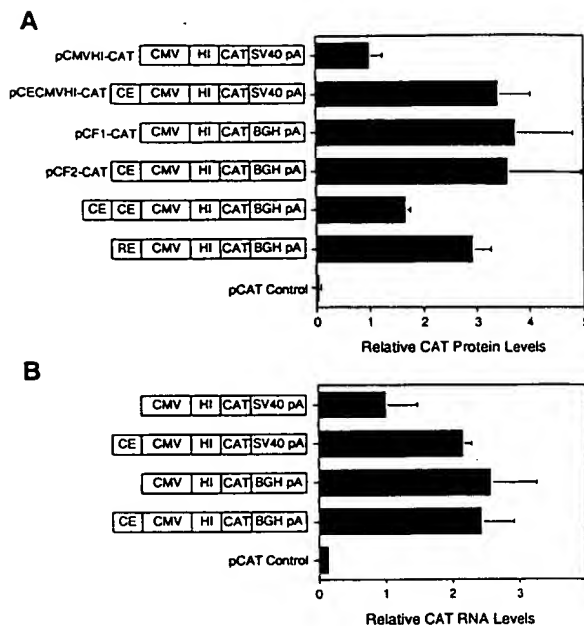 A
pCMVHI-CAT CMV HI CAT SV40 pA
pCECMVHI-CAT CE CMV HI CAT SV40 pA
pCF1-CAT CMV HI CAT BGH pA
pCF2-CAT CE CMV HI CAT BGH pA
CE CE CMV HI CAT BGH pA
RE CMV HI CAT BGH pA
pCAT Control
0 1 2 3 4 5
Relative CAT Protein Levels
B
CMV HI CAT SV40 pA
CE CMV HI CAT SV40 pA
CMV HI CAT BGH pA
CE CMV HI CAT BGH pA
pCAT Control
0 1 2 3
Relative CAT RNA Levels